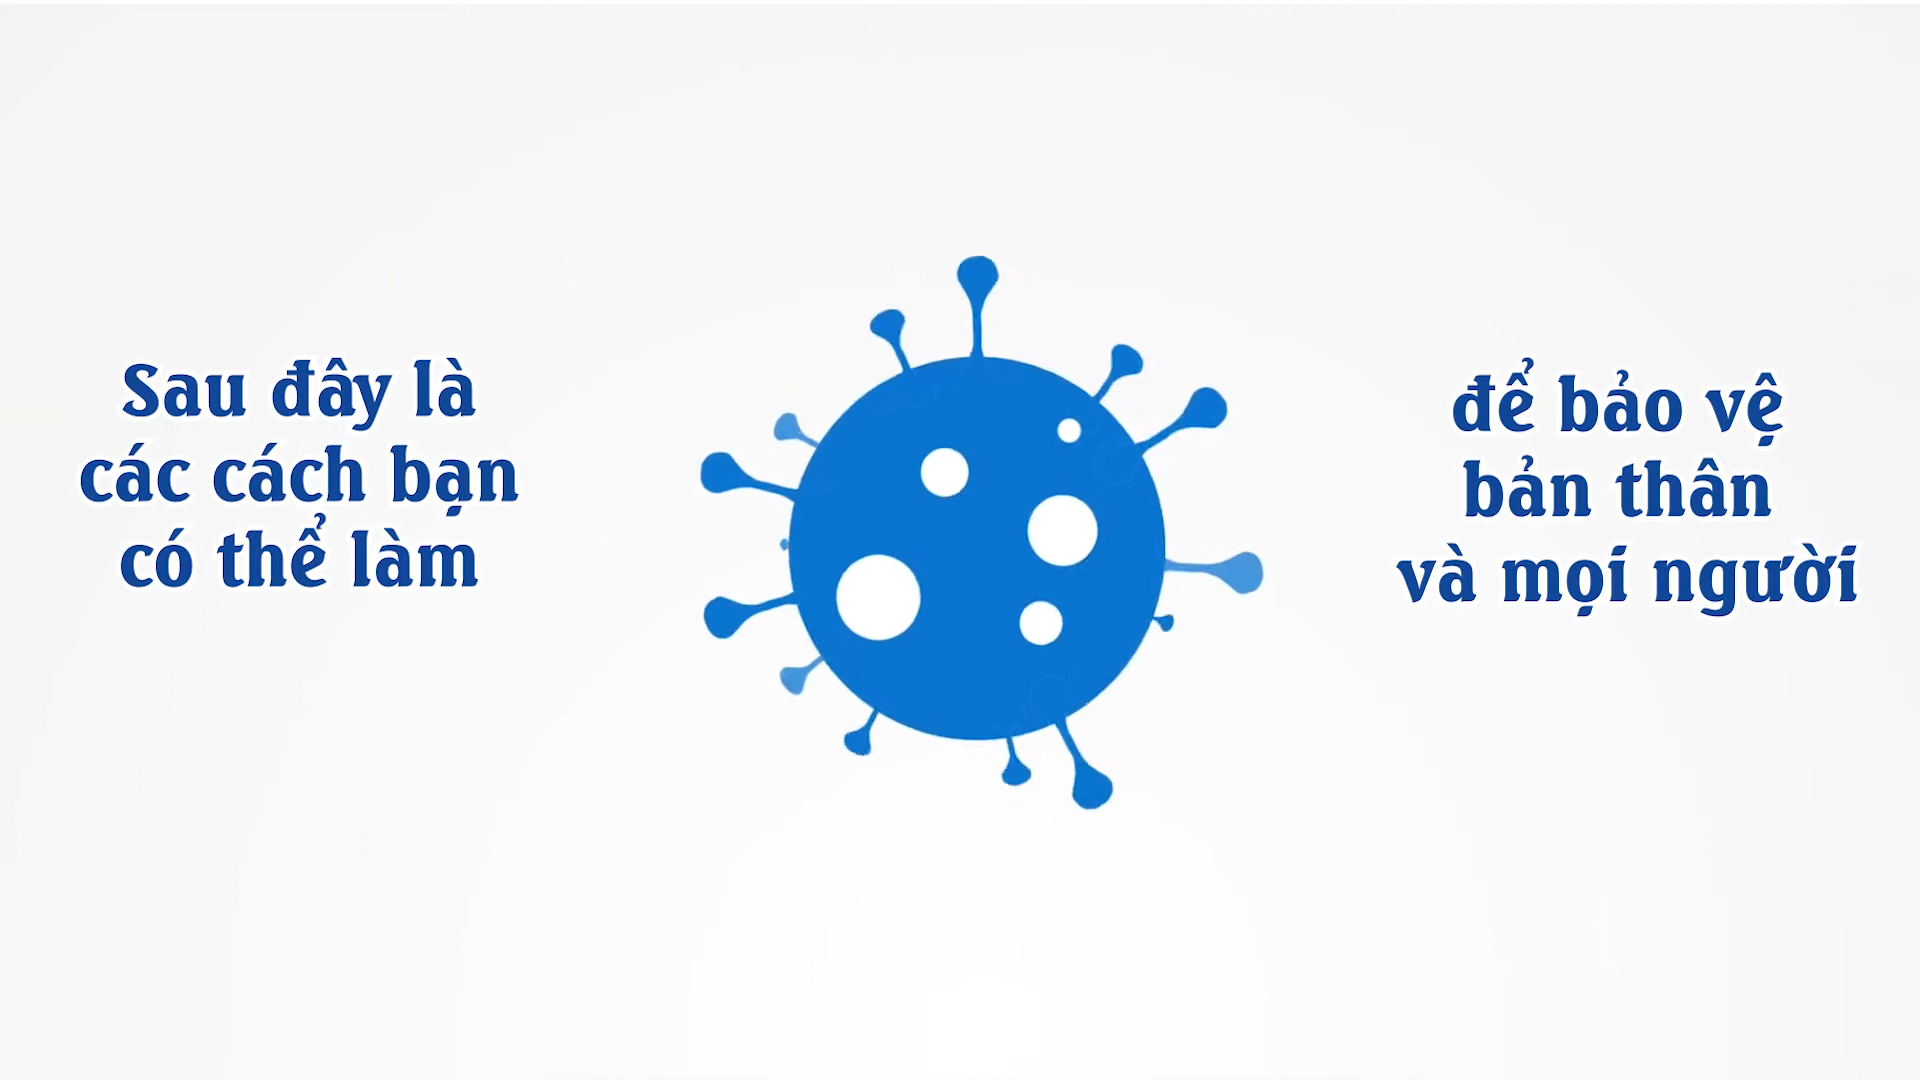 Sau đây là
các cách bạn
có thể làm
để bảo vệ
bản thân
và mọi người